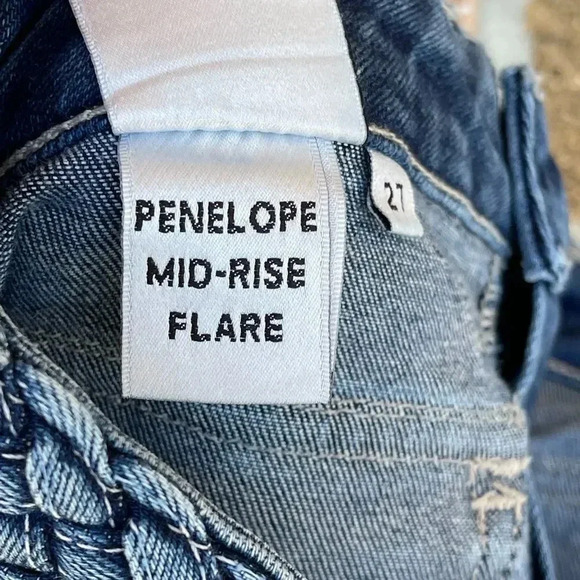 PENELOPE
MID-RISE
FLARE
27